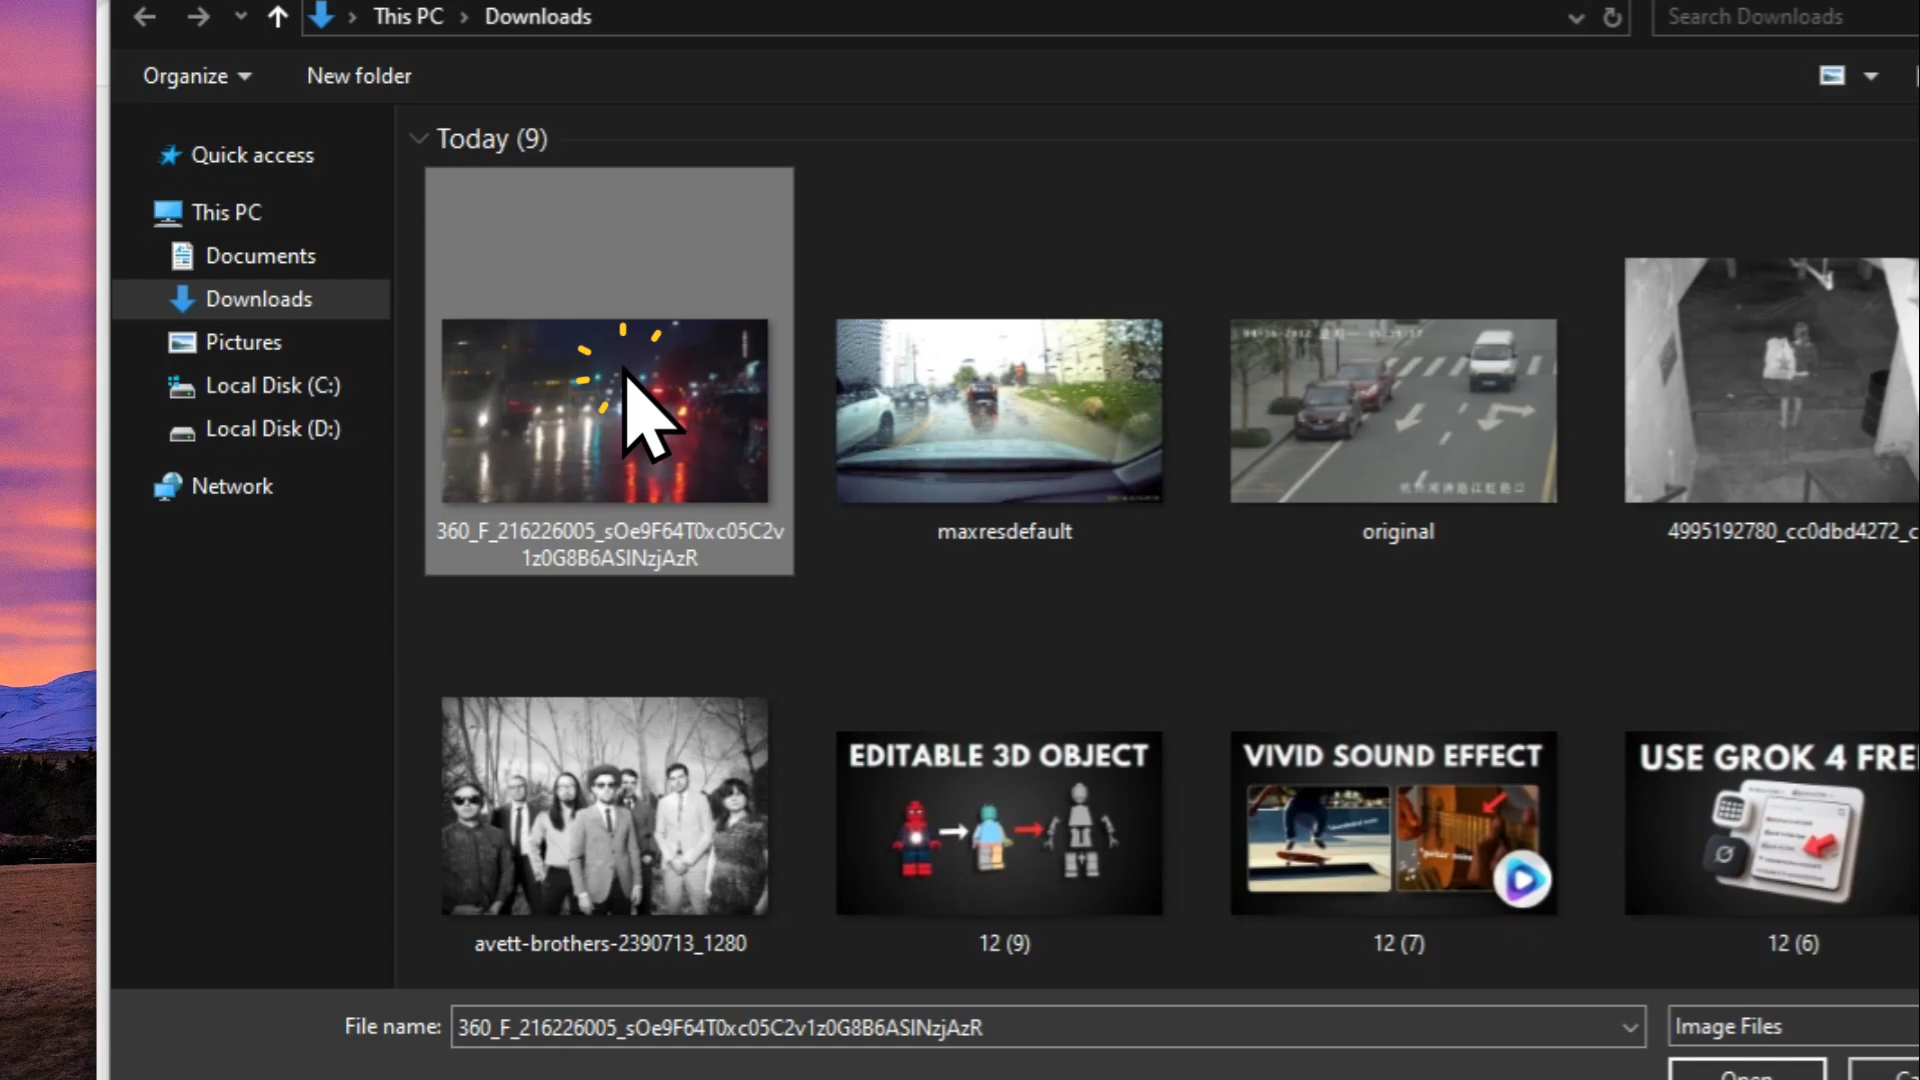 This PC
Downloads
Search Downloads
Organize
New folder
Quick access
This PC
Documents
Downloads
Pictures
Local Disk (C:)
Local Disk (D:)
Network
Today (9)
360_F_216226005_sOe9F64T0xc05C2v
1z0G8B6ASINzjAzR
maxresdefault
original
4995192780_cc0dbd4272_c
EDITABLE 3D OBJECT
VIVID SOUND EFFECT
USE GROK 4 FRE
avett-brothers-2390713_1280
12 (9)
12 (7)
12 (6)
File name:
360_F_216226005_sOe9F64T0xc05C2v1z0G8B6ASINzjAzR
Image Files
Open